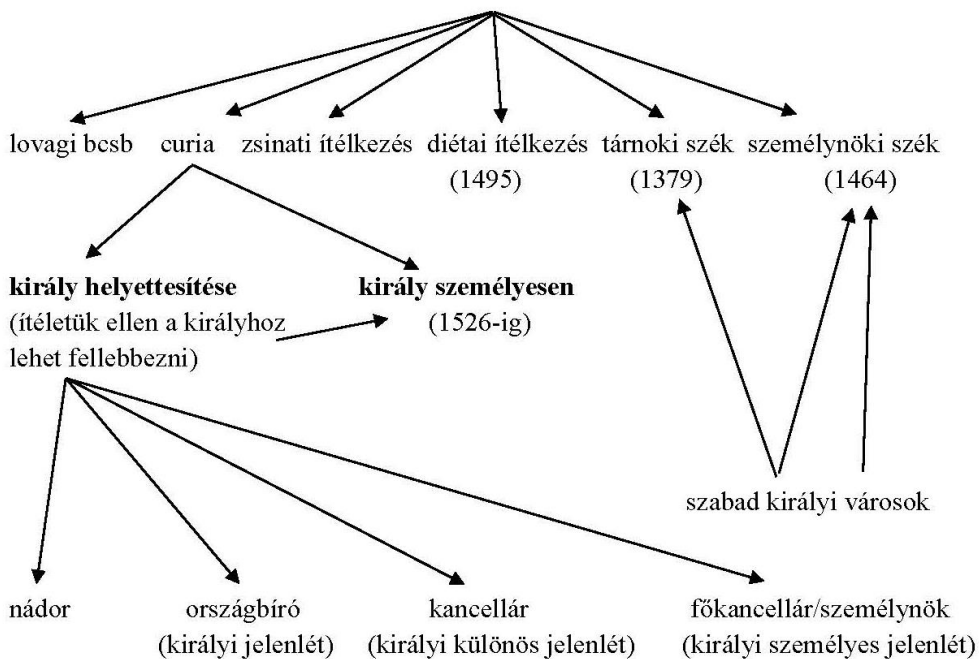 lovagi bcsb curia zsinati ítélkezés diétai ítélkezés tárnoki szék személynöki szék
(1495) (1379) (1464)
király helyettesítése király személyesen
(ítéletük ellen a királyhoz (1526-ig)
lehet fellebbezni)
szabad királyi városok
nádor országbíró kancellár főkancellár/személynök
(királyi jelenlét) (királyi különös jelenlét) (királyi személyes jelenlét)